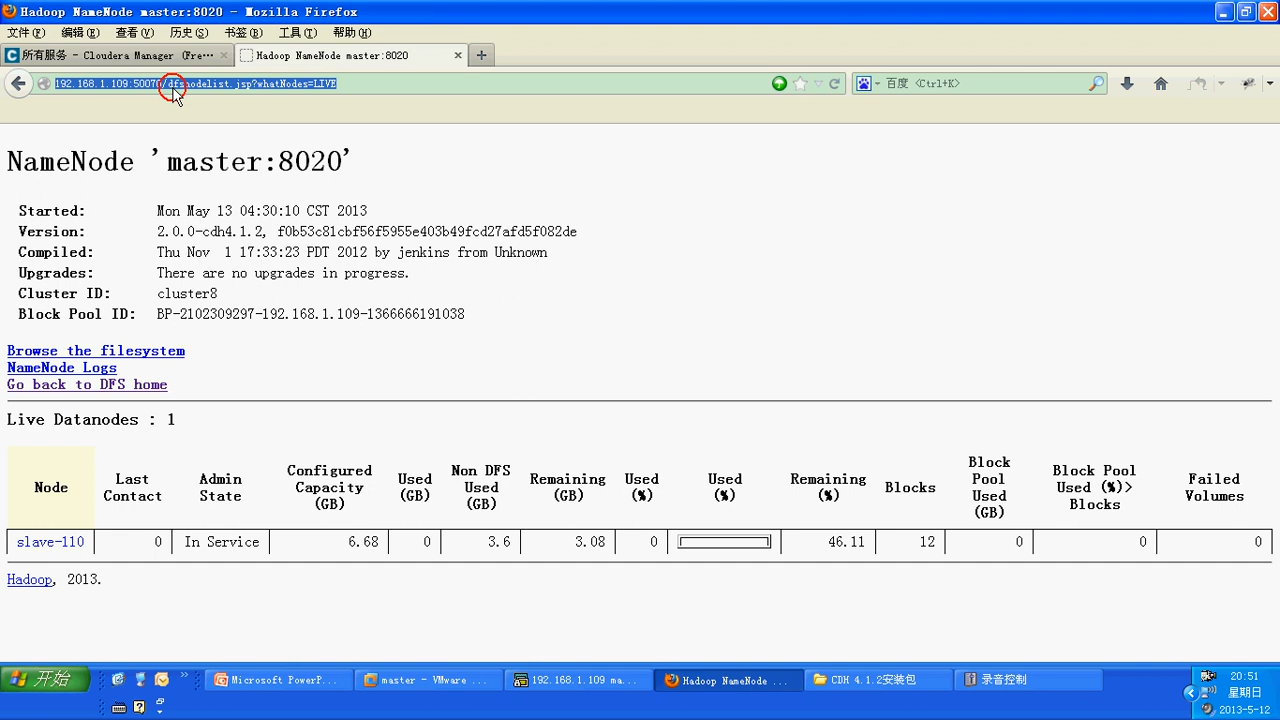 Hadoop NameNode master:8020 - Mozilla Firefox
文件(F) 编辑(E) 查看(V) 历史(S) 书签(B) 工具(T) 帮助(H)
所有服务 - Cloudera Manager (Fre... Hadoop NameNode master:8020
192.168.1.109:50070/dfsnodelist.jsp?whatNodes=LIVE 百度 <Ctrl+K>
NameNode 'master:8020'
Started: Mon May 13 04:30:10 CST 2013
Version: 2.0.0-cdh4.1.2, f0b53c81cbf56f5955e403b49fcd27afd5f082de
Compiled: Thu Nov 1 17:33:23 PDT 2012 by jenkins from Unknown
Upgrades: There are no upgrades in progress.
Cluster ID: cluster8
Block Pool ID: BP-2102309297-192.168.1.109-1366666191038
Browse the filesystem
NameNode Logs
Go back to DFS home
Live Datanodes : 1
Node Last Contact Admin State Configured Capacity (GB) Used (GB) Non DFS Used (GB) Remaining (GB) Used (%) Used (%) Remaining (%) Blocks Block Pool Used (GB) Block Pool Used (%)> Blocks Failed Volumes
slave-110 0 In Service 6.68 0 3.6 3.08 0 46.11 12 0 0 0
Hadoop, 2013.
开始 Microsoft PowerP... master - VMware ... 192.168.1.109 ma... Hadoop NameNode ... CDH 4.1.2安装包 录音控制 20:51
星期日
2013-5-12